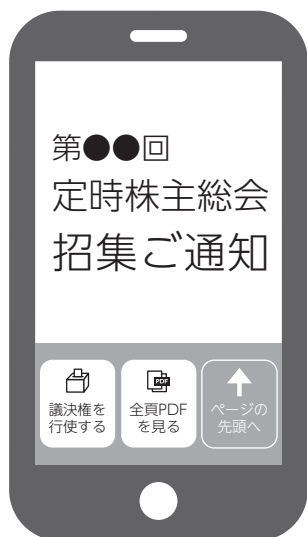 第●●回
定時株主総会
招集ご通知
議決権を
行使する
PDF
全頁PDF
を見る
ページの
先頭へ